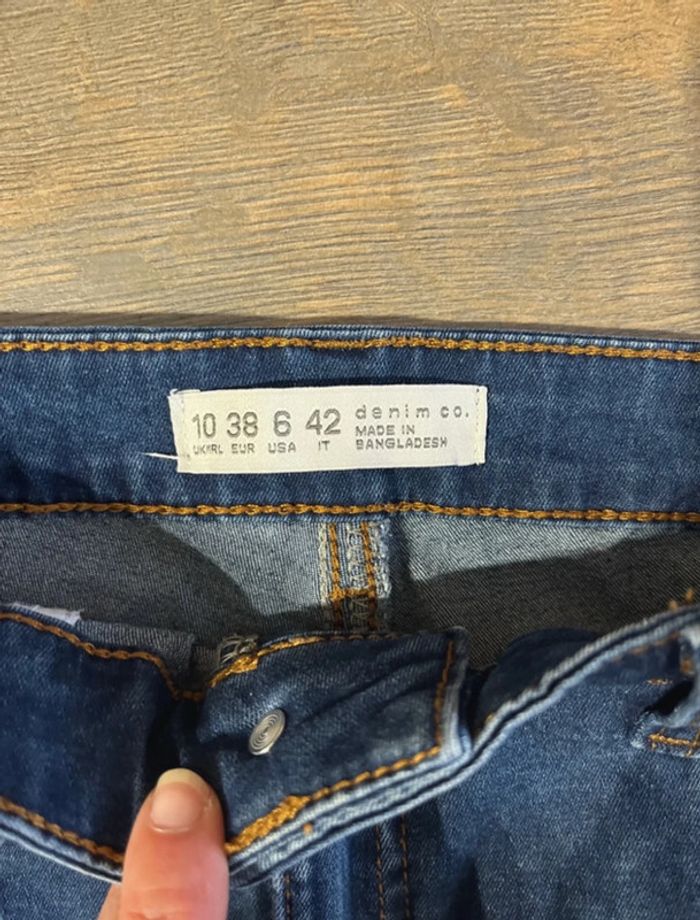 10 38 6 42 denim co.
UK/IRL EUR USA IT MADE IN
BANGLADESH